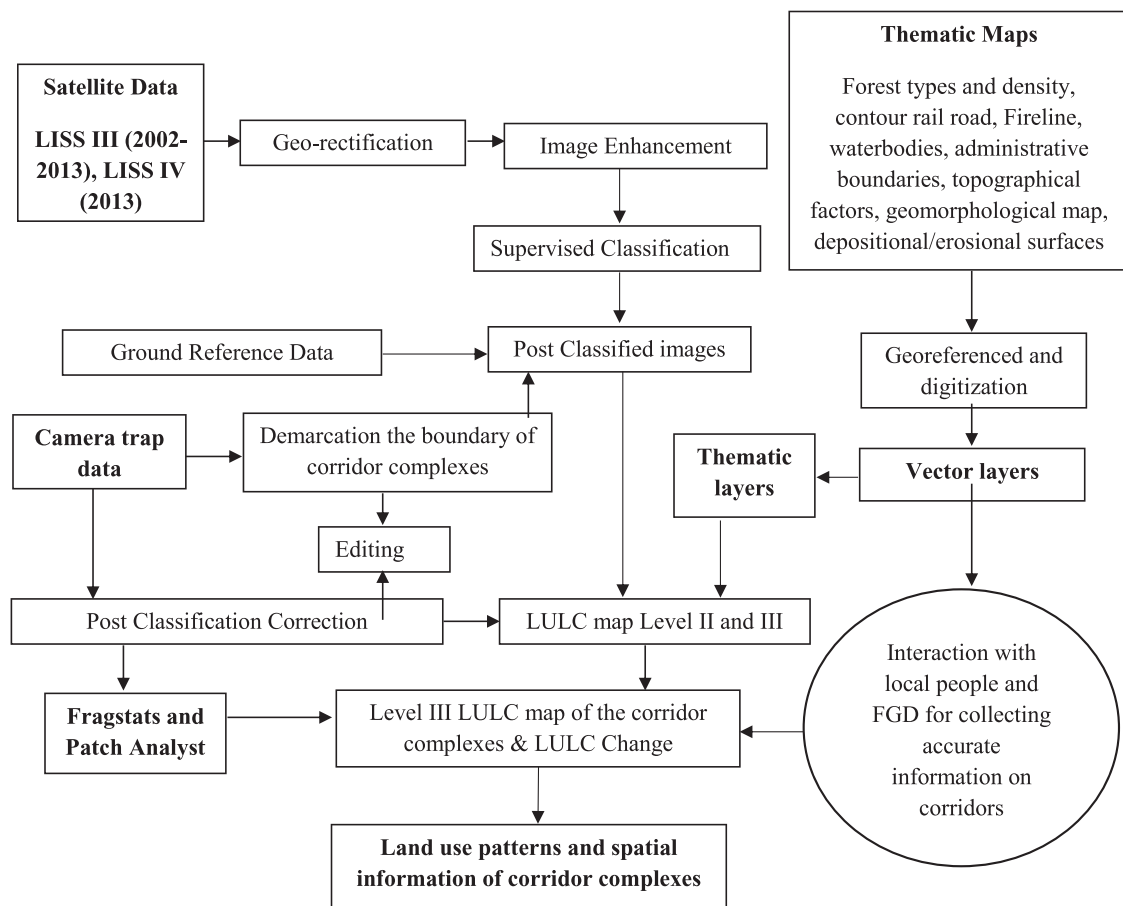 Satellite Data
LISS III (2002-
2013), LISS IV
(2013)
Geo-rectification
Image Enhancement
Thematic Maps
Forest types and density,
contour rail road, Fireline,
waterbodies, administrative
boundaries, topographical
factors, geomorphological map,
depositional/erosional surfaces
Supervised Classification
Ground Reference Data
Post Classified images
Georeferenced and
digitization
Camera trap
data
Demarcation the boundary of
corridor complexes
Thematic
layers
Vector layers
Editing
Post Classification Correction
LULC map Level II and III
Interaction with
local people and
FGD for collecting
accurate
information on
corridors
Fragstats and
Patch Analyst
Level III LULC map of the corridor
complexes & LULC Change
Land use patterns and spatial
information of corridor complexes